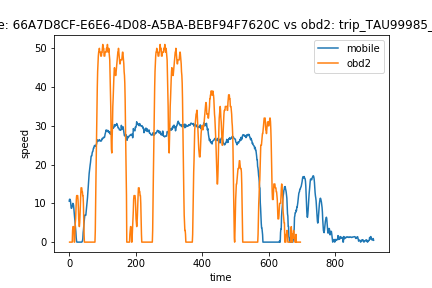 e: 66A7D8CF-E6E6-4D08-A5BA-BEBF94F7620C vs obd2: trip_TAU99985_
mobile
obd2
50
40
30
20
10
0
speed
0 200 400 600 800
time